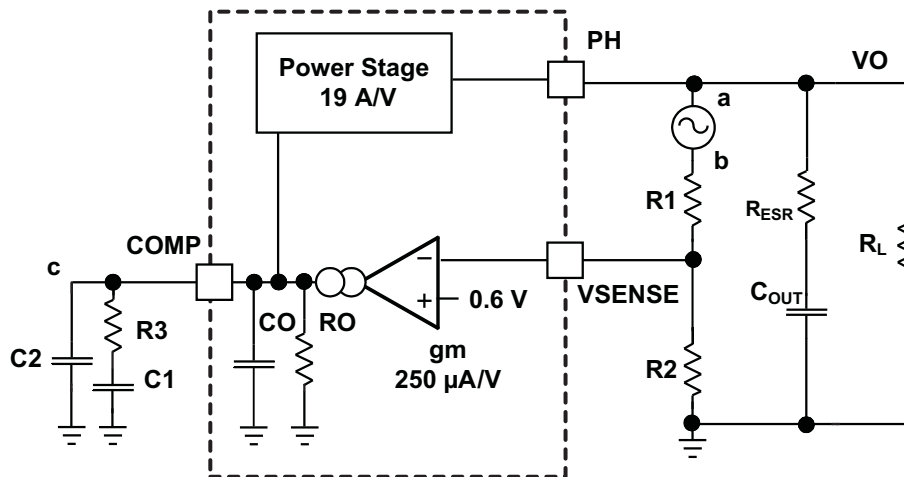 PH
VO
Power Stage
19 A/V
a
b
R1
RESR
RL
COMP
c
VSENSE
−
+
0.6 V
COUT
R3
CO
RO
C2
C1
gm
250 µA/V
R2